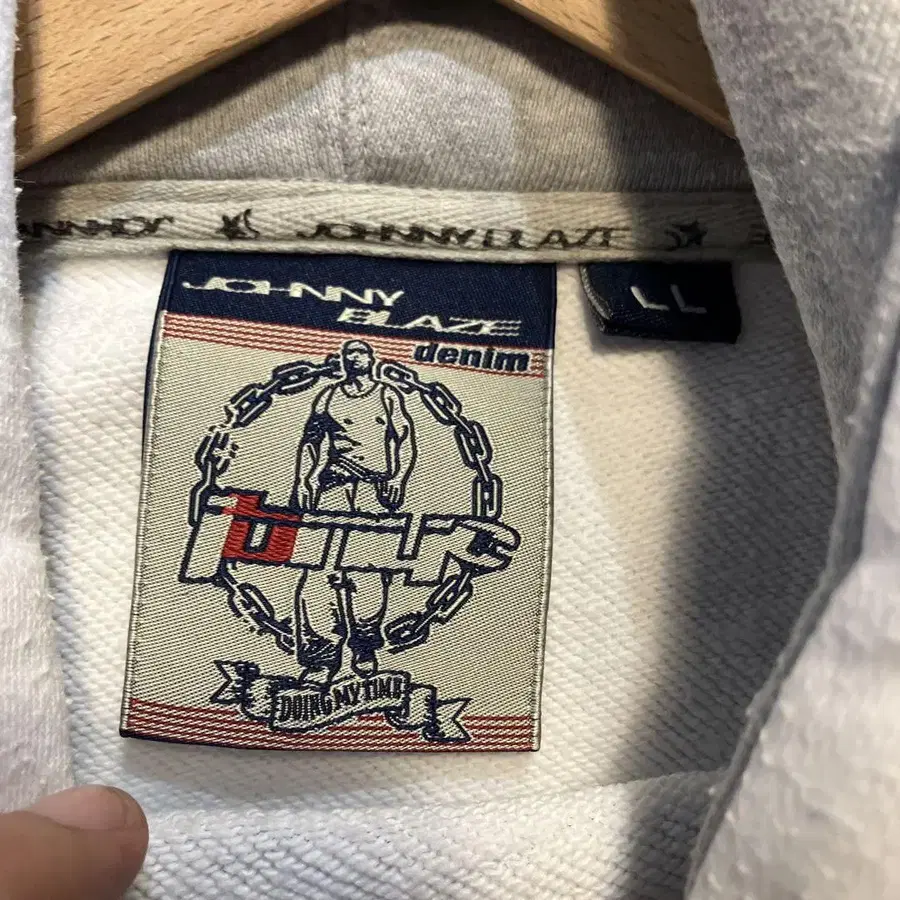 JOHNNY BLAZE
JOHNNY
BLAZE
denim
LL
DOING MY TIME